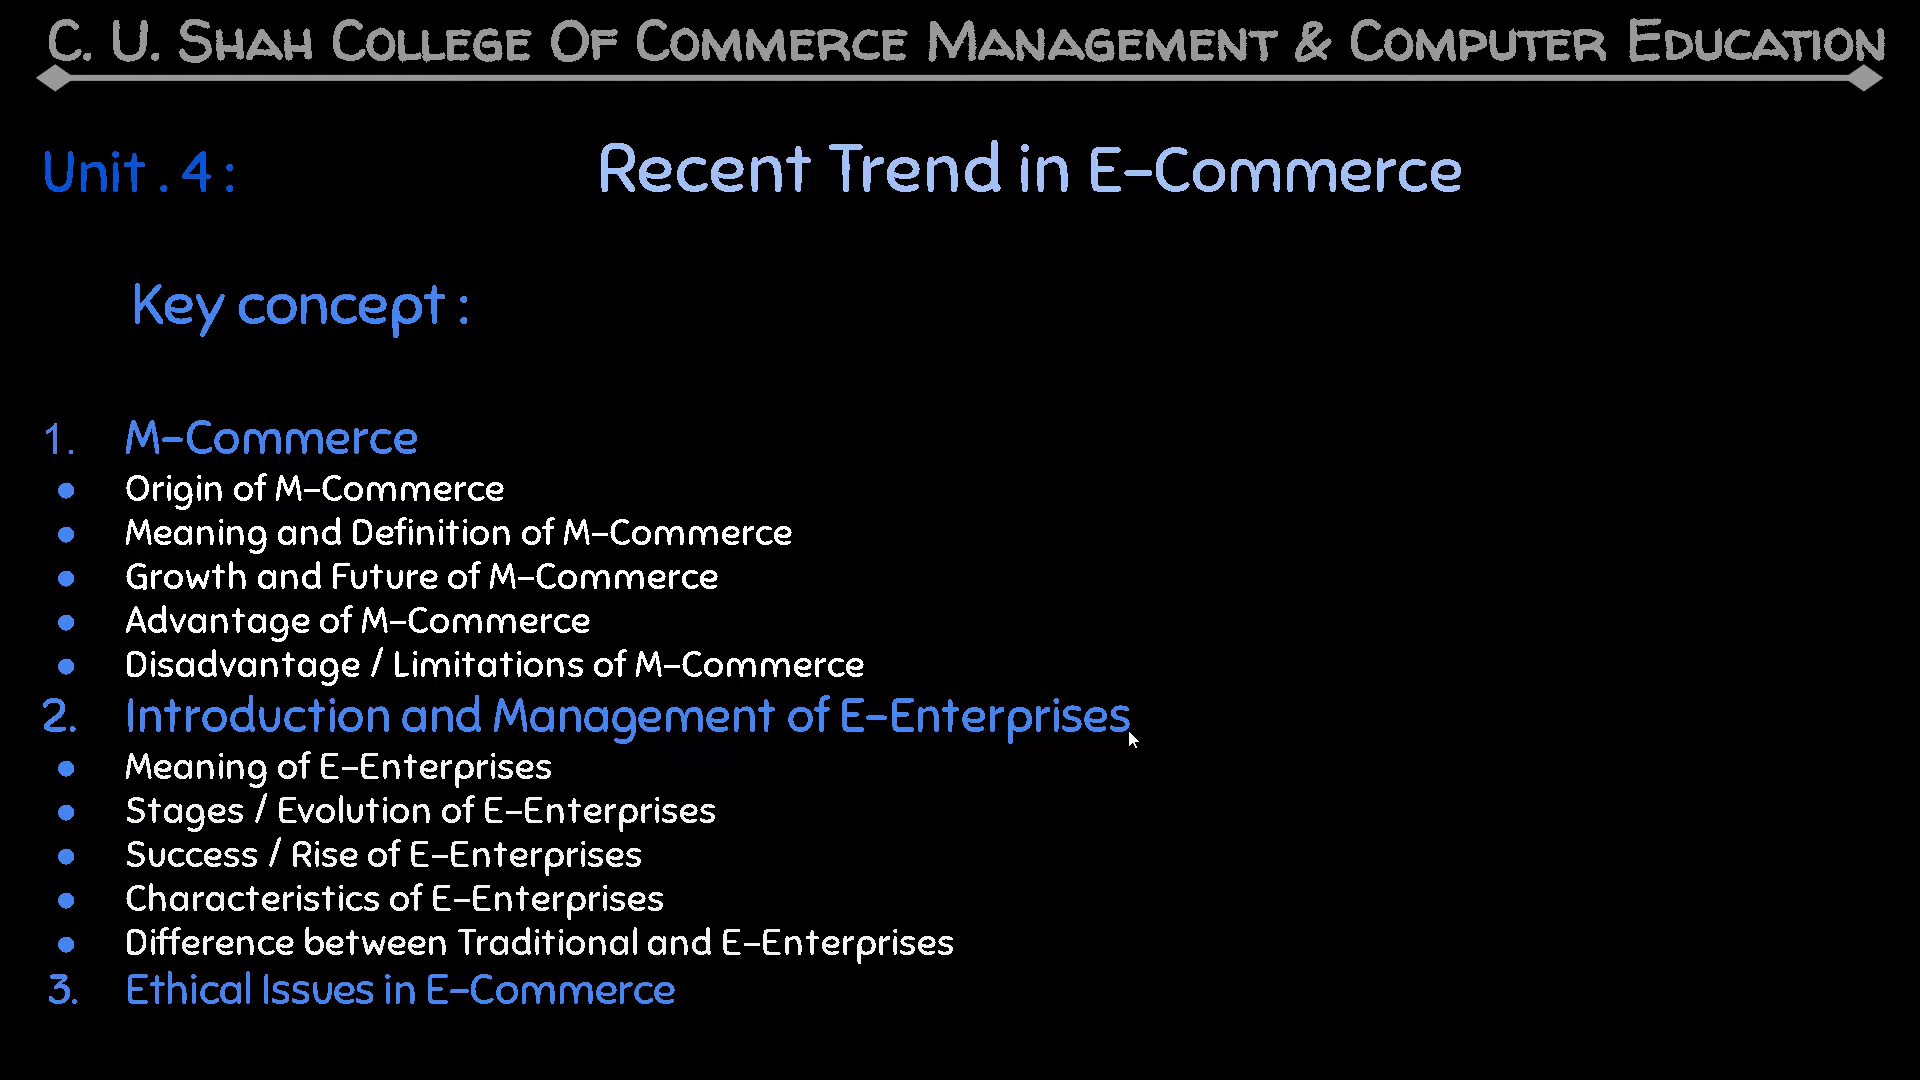 C. U. Shah College Of Commerce Management & Computer Education
Unit . 4 :
Recent Trend in E-Commerce
Key concept :
1. M-Commerce
● Origin of M-Commerce
● Meaning and Definition of M-Commerce
● Growth and Future of M-Commerce
● Advantage of M-Commerce
● Disadvantage / Limitations of M-Commerce
2. Introduction and Management of E-Enterprises
● Meaning of E-Enterprises
● Stages / Evolution of E-Enterprises
● Success / Rise of E-Enterprises
● Characteristics of E-Enterprises
● Difference between Traditional and E-Enterprises
3. Ethical Issues in E-Commerce